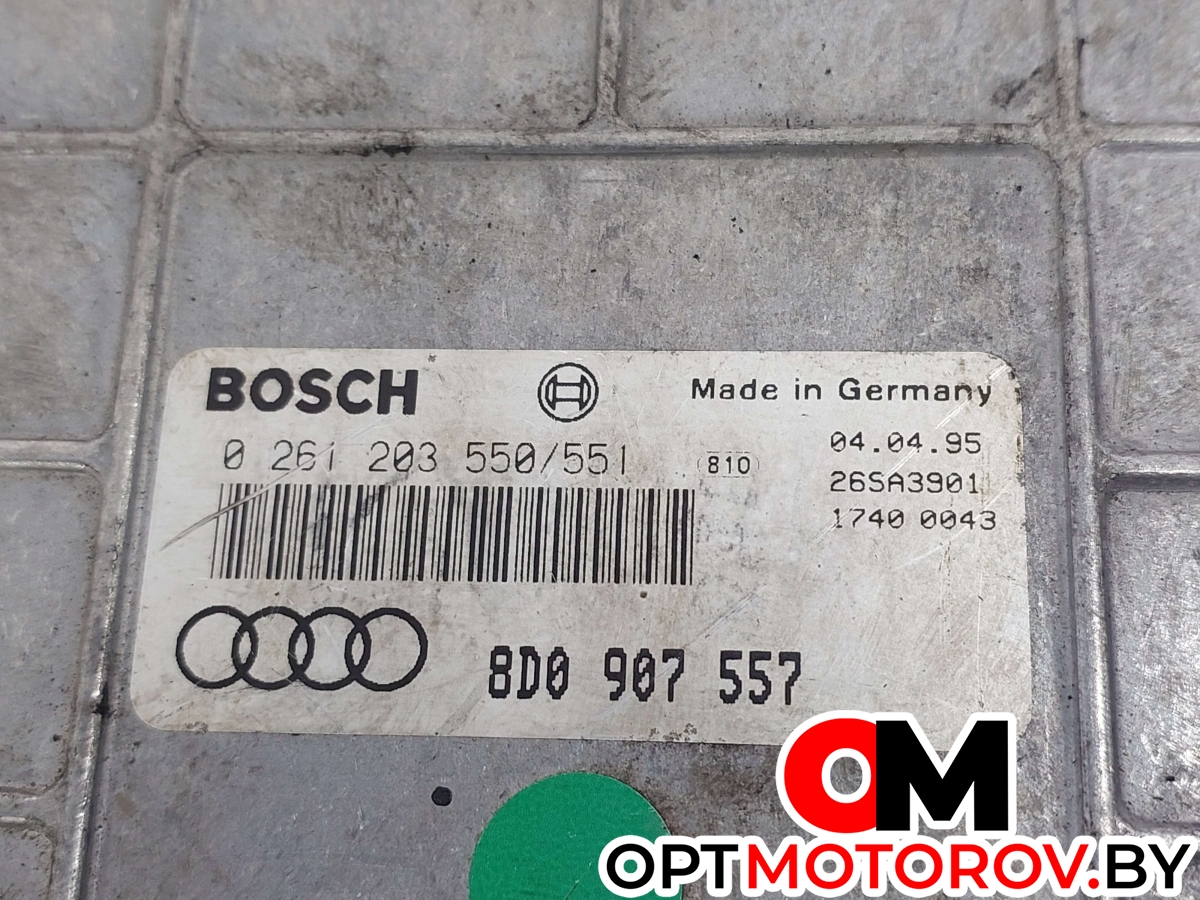 BOSCH
Made in Germany
0 261 203 550/551
810
04.04.95
26SA3901
1740 0043
8D0 907 557
OM
OPTMOTOROV.BY